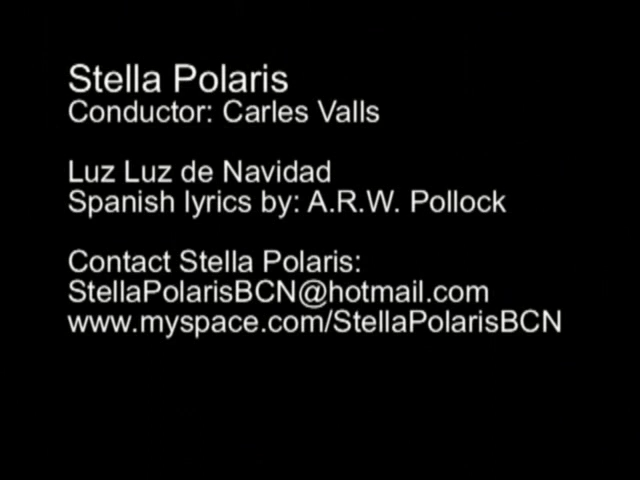 Stella Polaris
Conductor: Carles Valls
Luz Luz de Navidad
Spanish lyrics by: A.R.W. Pollock
Contact Stella Polaris:
StellaPolarisBCN@hotmail.com
www.myspace.com/StellaPolarisBCN